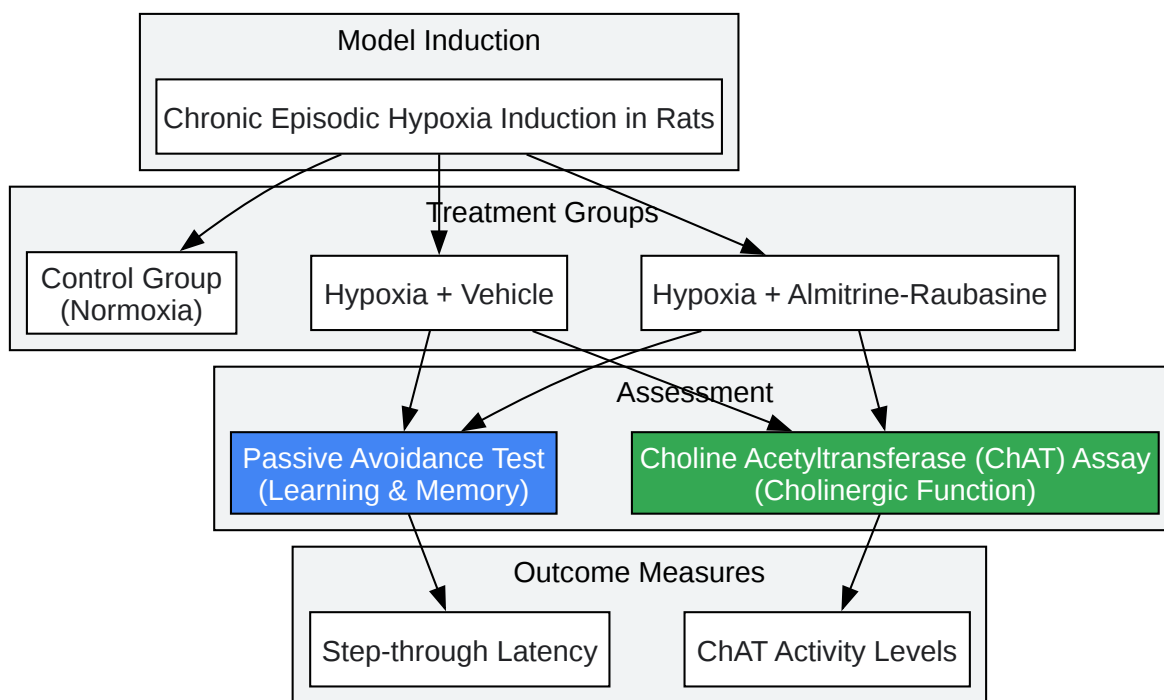 Model Induction
Chronic Episodic Hypoxia Induction in Rats
Treatment Groups
Control Group
(Normoxia)
Hypoxia + Vehicle
Hypoxia + Almitrine-Raubasine
Assessment
Passive Avoidance Test
(Learning & Memory)
Choline Acetyltransferase (ChAT) Assay
(Cholinergic Function)
Outcome Measures
Step-through Latency
ChAT Activity Levels